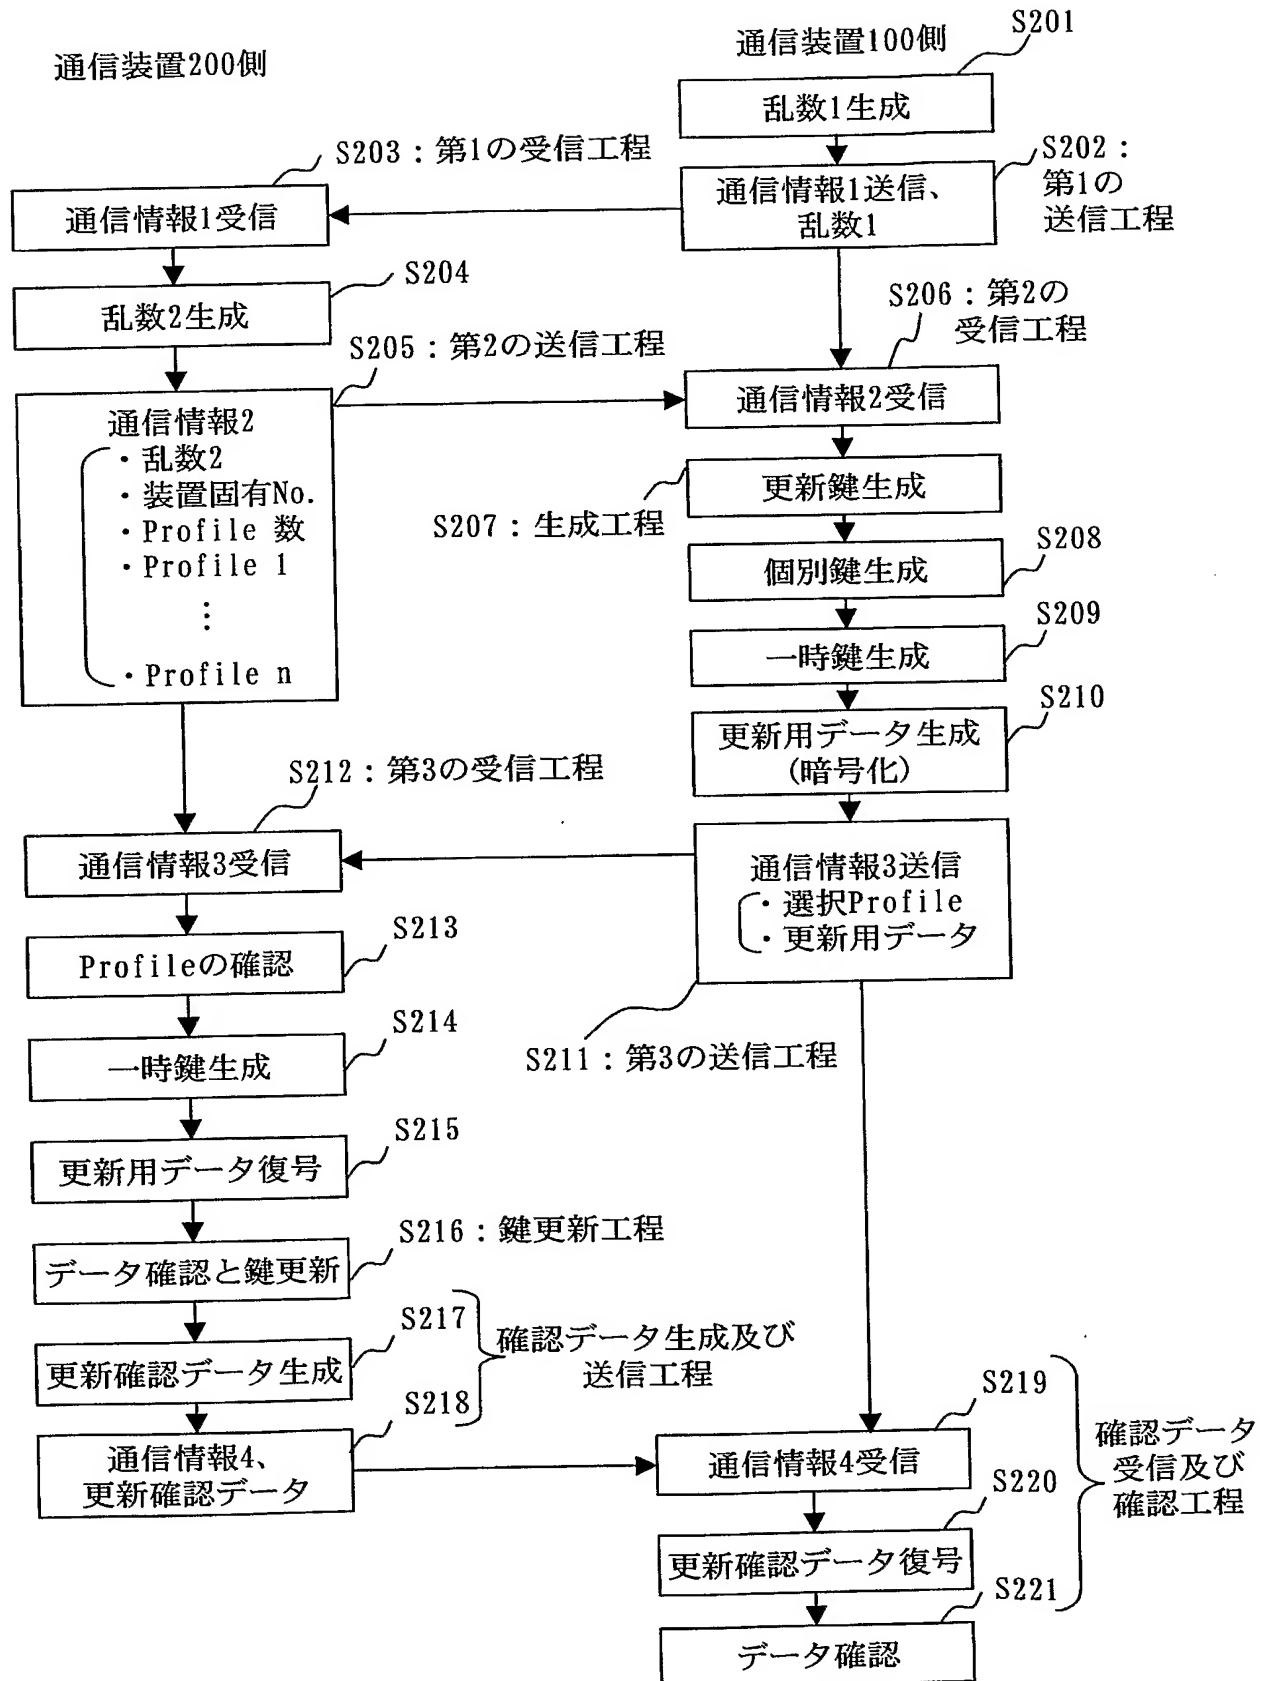 通信装置200側
通信装置100側
S201
乱数1生成
S202：
第1の
送信工程
通信情報1送信、
乱数1
S203：第1の受信工程
通信情報1受信
S204
乱数2生成
S205：第2の送信工程
通信情報2
・乱数2
・装置固有No.
・Profile 数
・Profile 1
⋮
・Profile n
S206：第2の
受信工程
通信情報2受信
S207：生成工程
更新鍵生成
S208
個別鍵生成
S209
一時鍵生成
S210
更新用データ生成
(暗号化)
通信情報3送信
・選択Profile
・更新用データ
S211：第3の送信工程
S212：第3の受信工程
通信情報3受信
S213
Profileの確認
S214
一時鍵生成
S215
更新用データ復号
S216：鍵更新工程
データ確認と鍵更新
S217
更新確認データ生成
確認データ生成及び
送信工程
S218
通信情報4、
更新確認データ
S219
通信情報4受信
S220
更新確認データ復号
確認データ
受信及び
確認工程
S221
データ確認